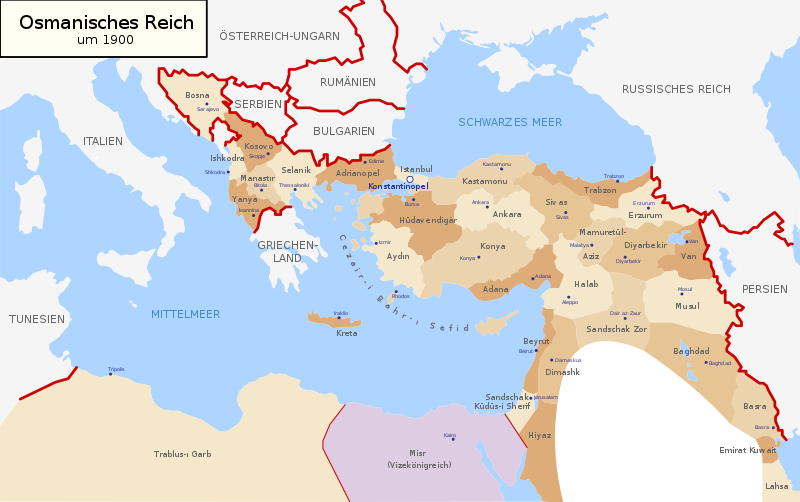 Osmanisches Reich
um 1900
ÖSTERREICH-UNGARN
RUMÄNIEN
SERBIEN
BULGARIEN
RUSSISCHES REICH
SCHWARZES MEER
ITALIEN
GRIECHEN-
LAND
MITTELMEER
TUNESIEN
PERSIEN
Bosna
Sarajevo
Kosovo
Skopje
Ishkodra
Shkodra
Manastır
Bitola
Selanik
Thessaloniki
Yanya
Ioannina
Adrianopel
Edirne
Istanbul
Konstantinopel
Bursa
Hüdavendigâr
Kastamonu
Kastamonu
Ankara
Ankara
Sivas
Sivas
Trabzon
Trabzon
Erzurum
Erzurum
Mamuretül-
Aziz
Malatya
Diyarbekir
Diyarbekir
Van
Van
Izmir
Aydın
Konya
Konya
Adana
Adana
Halab
Aleppo
Mosul
Musul
Dair az-Zaur
Sandschak Zor
Cezair-i Bahr-ı Sefid
Rhodos
Iraklio
Kreta
Beyrut
Beirut
Damaskus
Dimashk
Baghdad
Baghdad
Sandschak
Kûdüs-i Sherif
Jerusalem
Hiyaz
Basra
Basra
Emirat Kuwait
Lahsa
Tripolis
Trablus-ı Garb
Kairo
Misr
(Vizekönigreich)